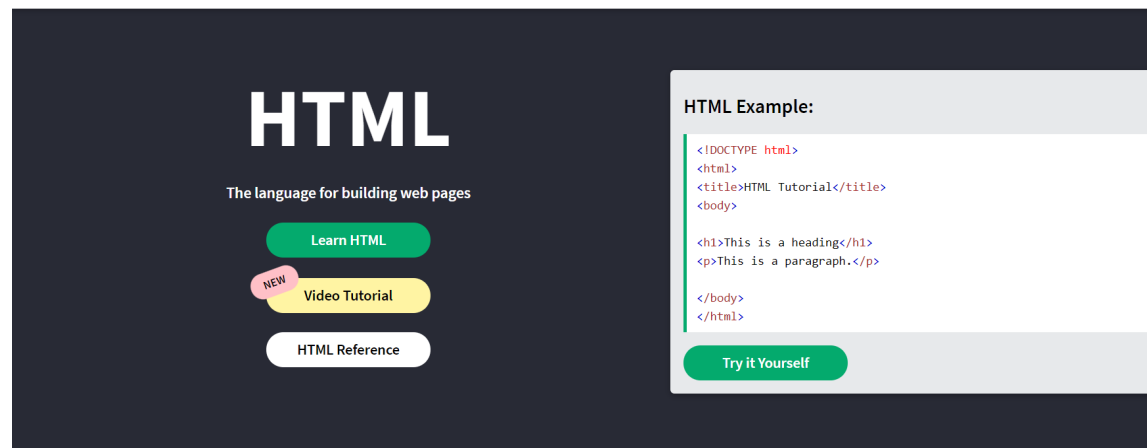 HTML
The language for building web pages
Learn HTML
NEW
Video Tutorial
HTML Reference
HTML Example:
<!DOCTYPE html>
<html>
<title>HTML Tutorial</title>
<body>
<h1>This is a heading</h1>
<p>This is a paragraph.</p>
</body>
</html>
Try it Yourself